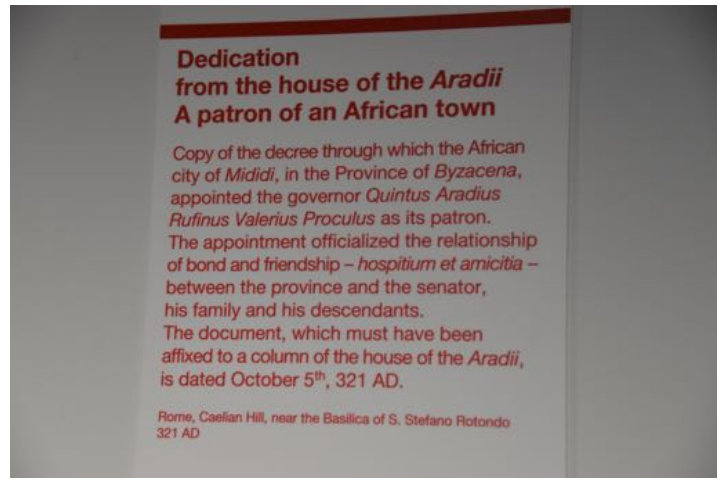 Dedication
from the house of the Aradii
A patron of an African town
Copy of the decree through which the African
city of Mididi, in the Province of Byzacena,
appointed the governor Quintus Aradius
Rufinus Valerius Proculus as its patron.
The appointment officialized the relationship
of bond and friendship – hospitium et amicitia –
between the province and the senator,
his family and his descendants.
The document, which must have been
affixed to a column of the house of the Aradii,
is dated October 5th, 321 AD.
Rome, Caelian Hill, near the Basilica of S. Stefano Rotondo
321 AD